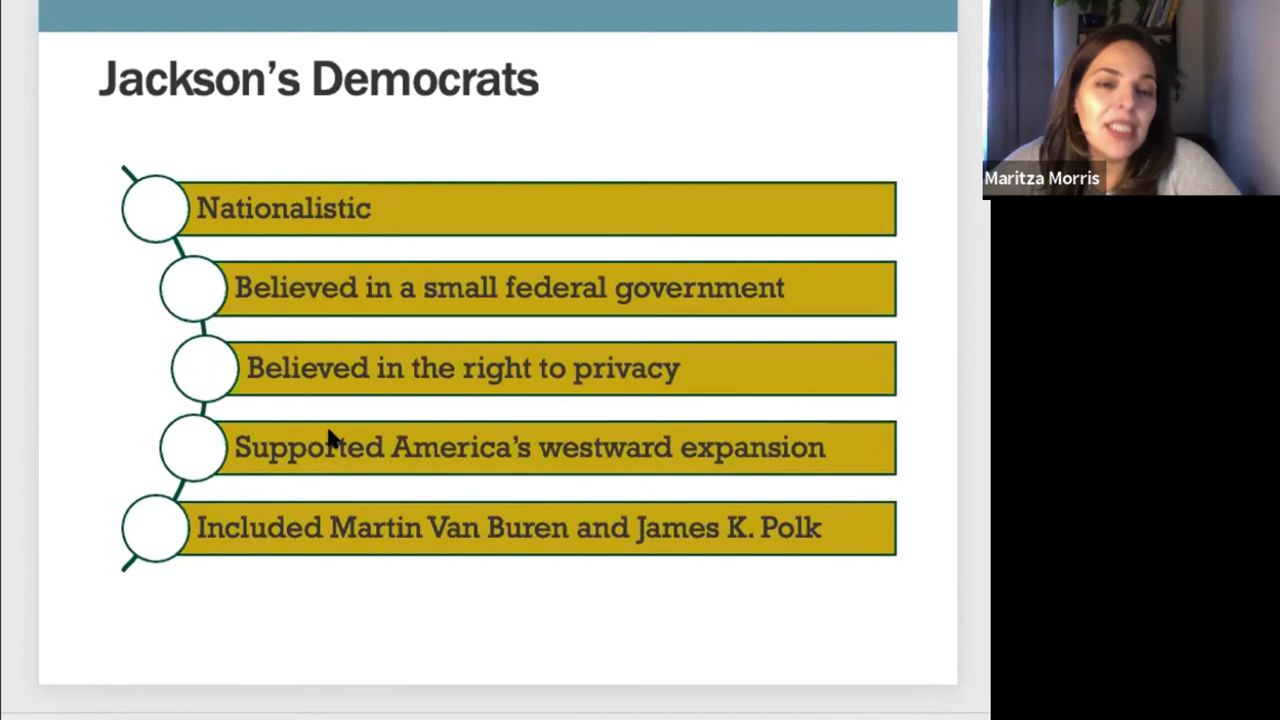 Jackson’s Democrats
Nationalistic
Believed in a small federal government
Believed in the right to privacy
Supported America’s westward expansion
Included Martin Van Buren and James K. Polk
Maritza Morris